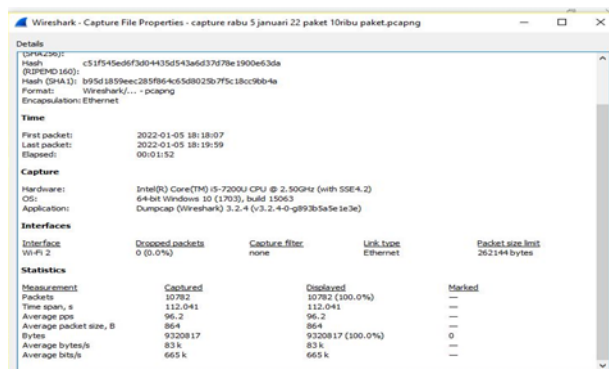 Wireshark - Capture File Properties - capture rabu 5 januari 22 paket 10ribu paket.pcapng
Details
(SHA256):
Hash (RIPEMD160): c51f545ed6f3d04435d543a6d37d78e1900e63da
Hash (SHA1): b95d1859eec285f864c65d8025b7f5c18cc9bb4a
Format: Wireshark/... - pcapng
Encapsulation: Ethernet
Time
First packet: 2022-01-05 18:18:07
Last packet: 2022-01-05 18:19:59
Elapsed: 00:01:52
Capture
Hardware: Intel(R) Core(TM) i5-7200U CPU @ 2.50GHz (with SSE4.2)
OS: 64-bit Windows 10 (1703), build 15063
Application: Dumpcap (Wireshark) 3.2.4 (v3.2.4-0-g893b5a5e1e3e)
Interfaces
Interface Dropped packets Capture filter Link type Packet size limit
Wi-Fi 2 0 (0.0%) none Ethernet 262144 bytes
Statistics
Measurement Captured Displayed Marked
Packets 10782 10782 (100.0%) —
Time span, s 112.041 112.041 —
Average pps 96.2 96.2 —
Average packet size, B 864 864 —
Bytes 9320817 9320817 (100.0%) 0
Average bytes/s 83 k 83 k —
Average bits/s 665 k 665 k —